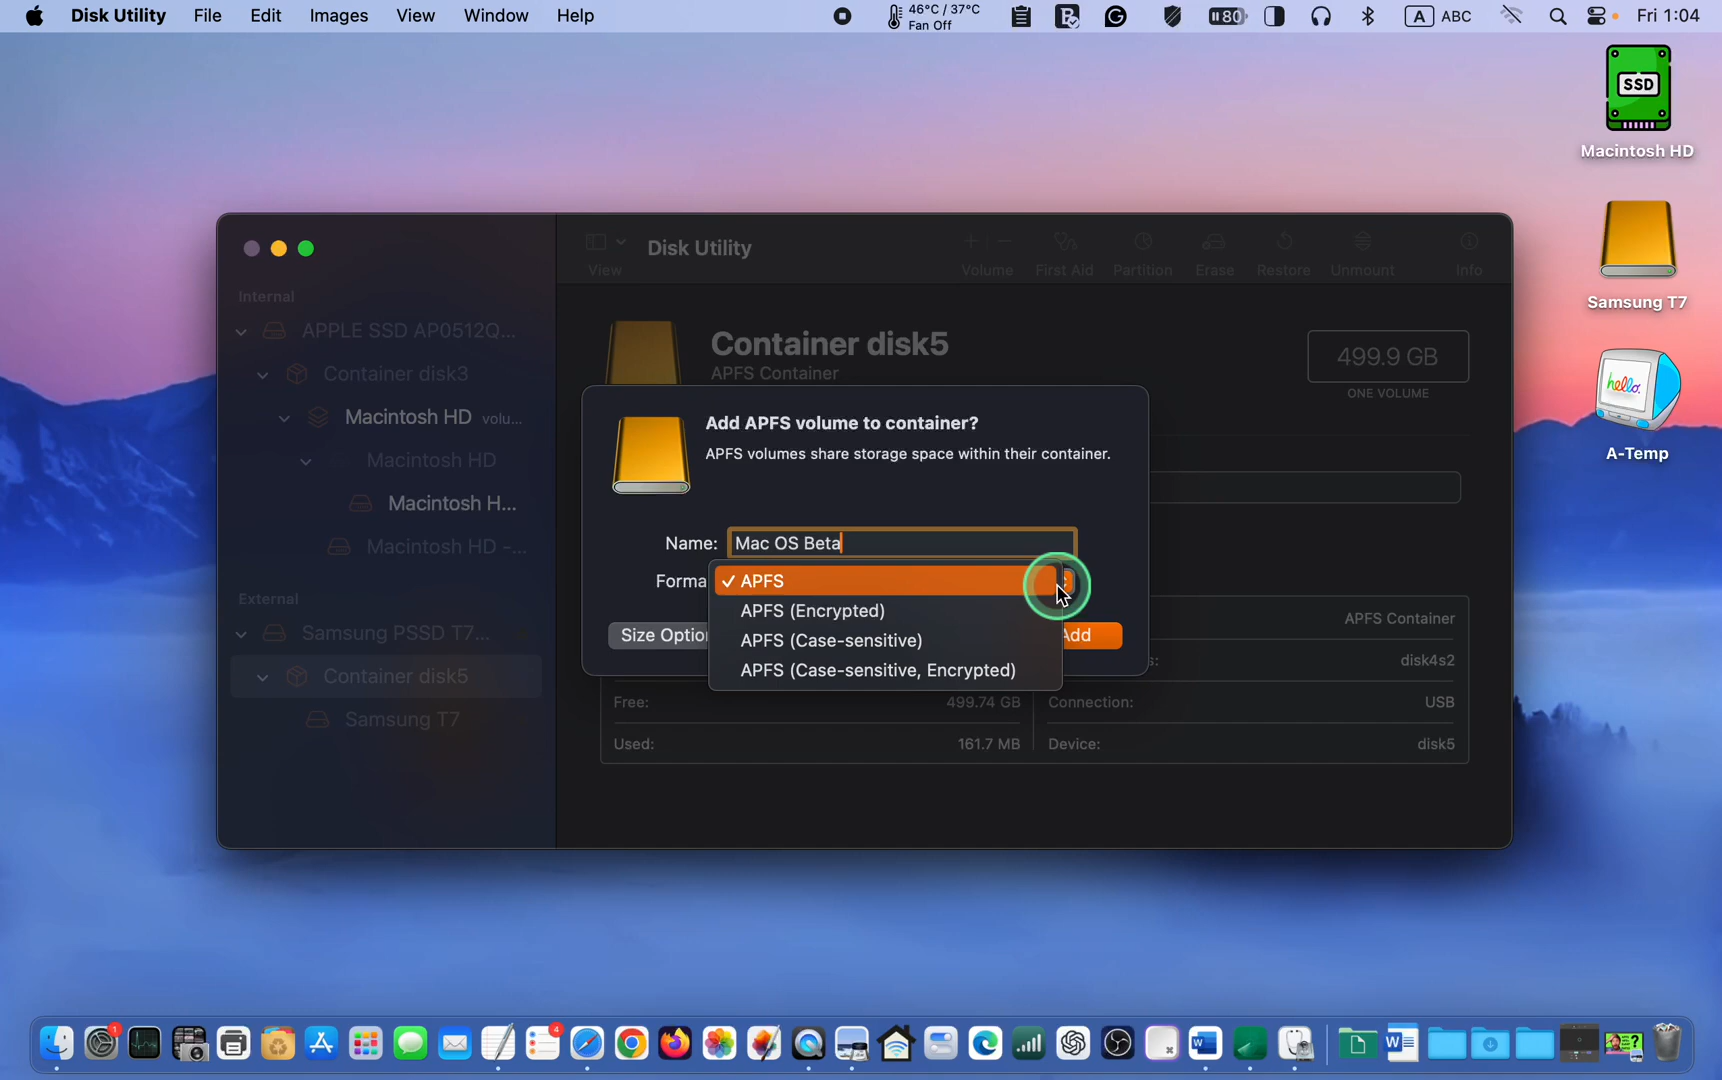 Disk Utility File Edit Images View Window Help 46°C / 37°C Fan Off 80 A ABC Fri 1:04
SSD
Macintosh HD
Samsung T7
hello.
A-Temp
Disk Utility
View Volume First Aid Partition Erase Restore Unmount Info
Internal
APPLE SSD AP0512Q...
Container disk3
Macintosh HD volu...
Macintosh HD
Macintosh H...
Macintosh HD -...
External
Samsung PSSD T7...
Container disk5
Samsung T7
Container disk5
APFS Container
499.9 GB
ONE VOLUME
Add APFS volume to container?
APFS volumes share storage space within their container.
Name: Mac OS Beta
Forma
✓ APFS
APFS (Encrypted)
APFS (Case-sensitive)
APFS (Case-sensitive, Encrypted)
Size Option
Add
APFS Container
s: disk4s2
Free: 499.74 GB
Connection: USB
Used: 161.7 MB
Device: disk5
1
4
W
W
?